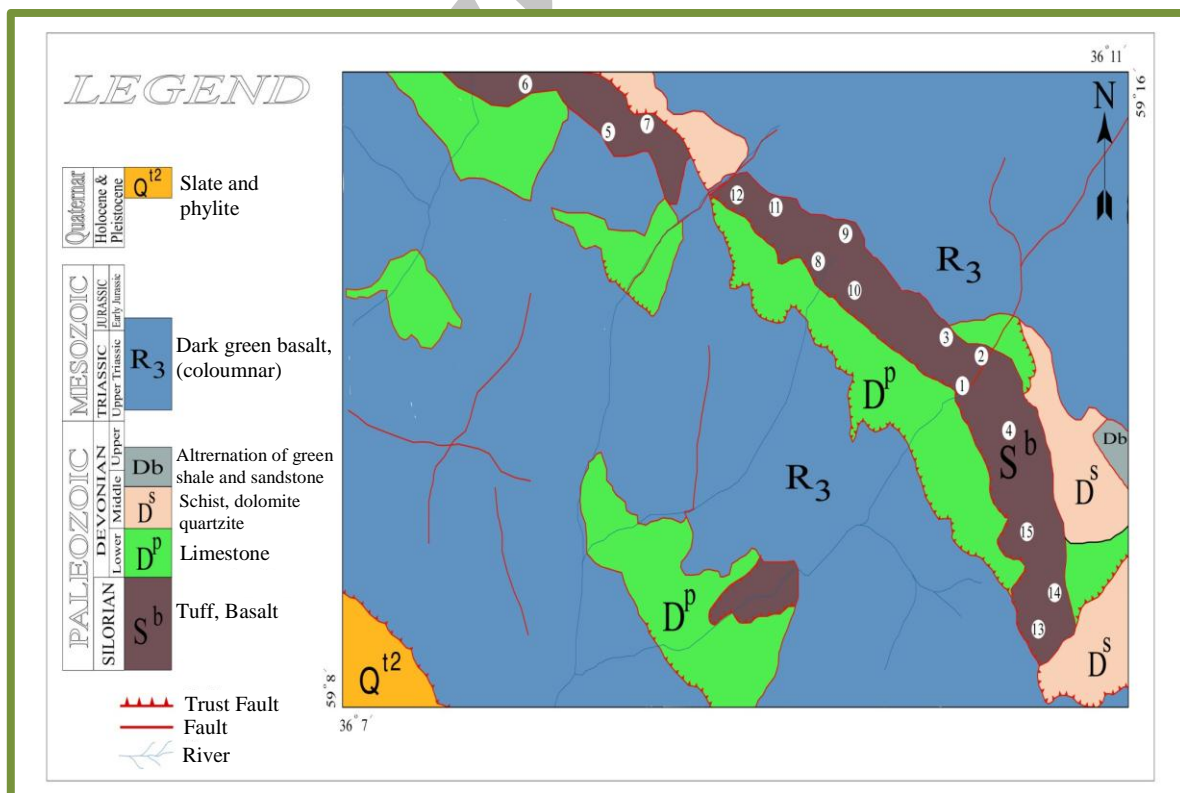 LEGEND
Quaternar
Holocene &
Pleistocene
Q t2
Slate and
phylite
MESOZOIC
JURASSIC
Early Jurassic
TRIASSIC
Upper Triassic
R3
Dark green basalt,
(coloumnar)
PALEOZOIC
DEVONIAN
Upper
Db
Altrernation of green
shale and sandstone
Middle
D s
Schist, dolomite
quartzite
Lower
D p
Limestone
SILORIAN
S b
Tuff, Basalt
Trust Fault
Fault
River
36° 11′
59° 16′
N
6
5
7
12
11
9
8
10
R3
3
2
1
D p
4
S b
Db
D s
R3
15
14
13
D p
D s
Q t2
59° 8′
36° 7′